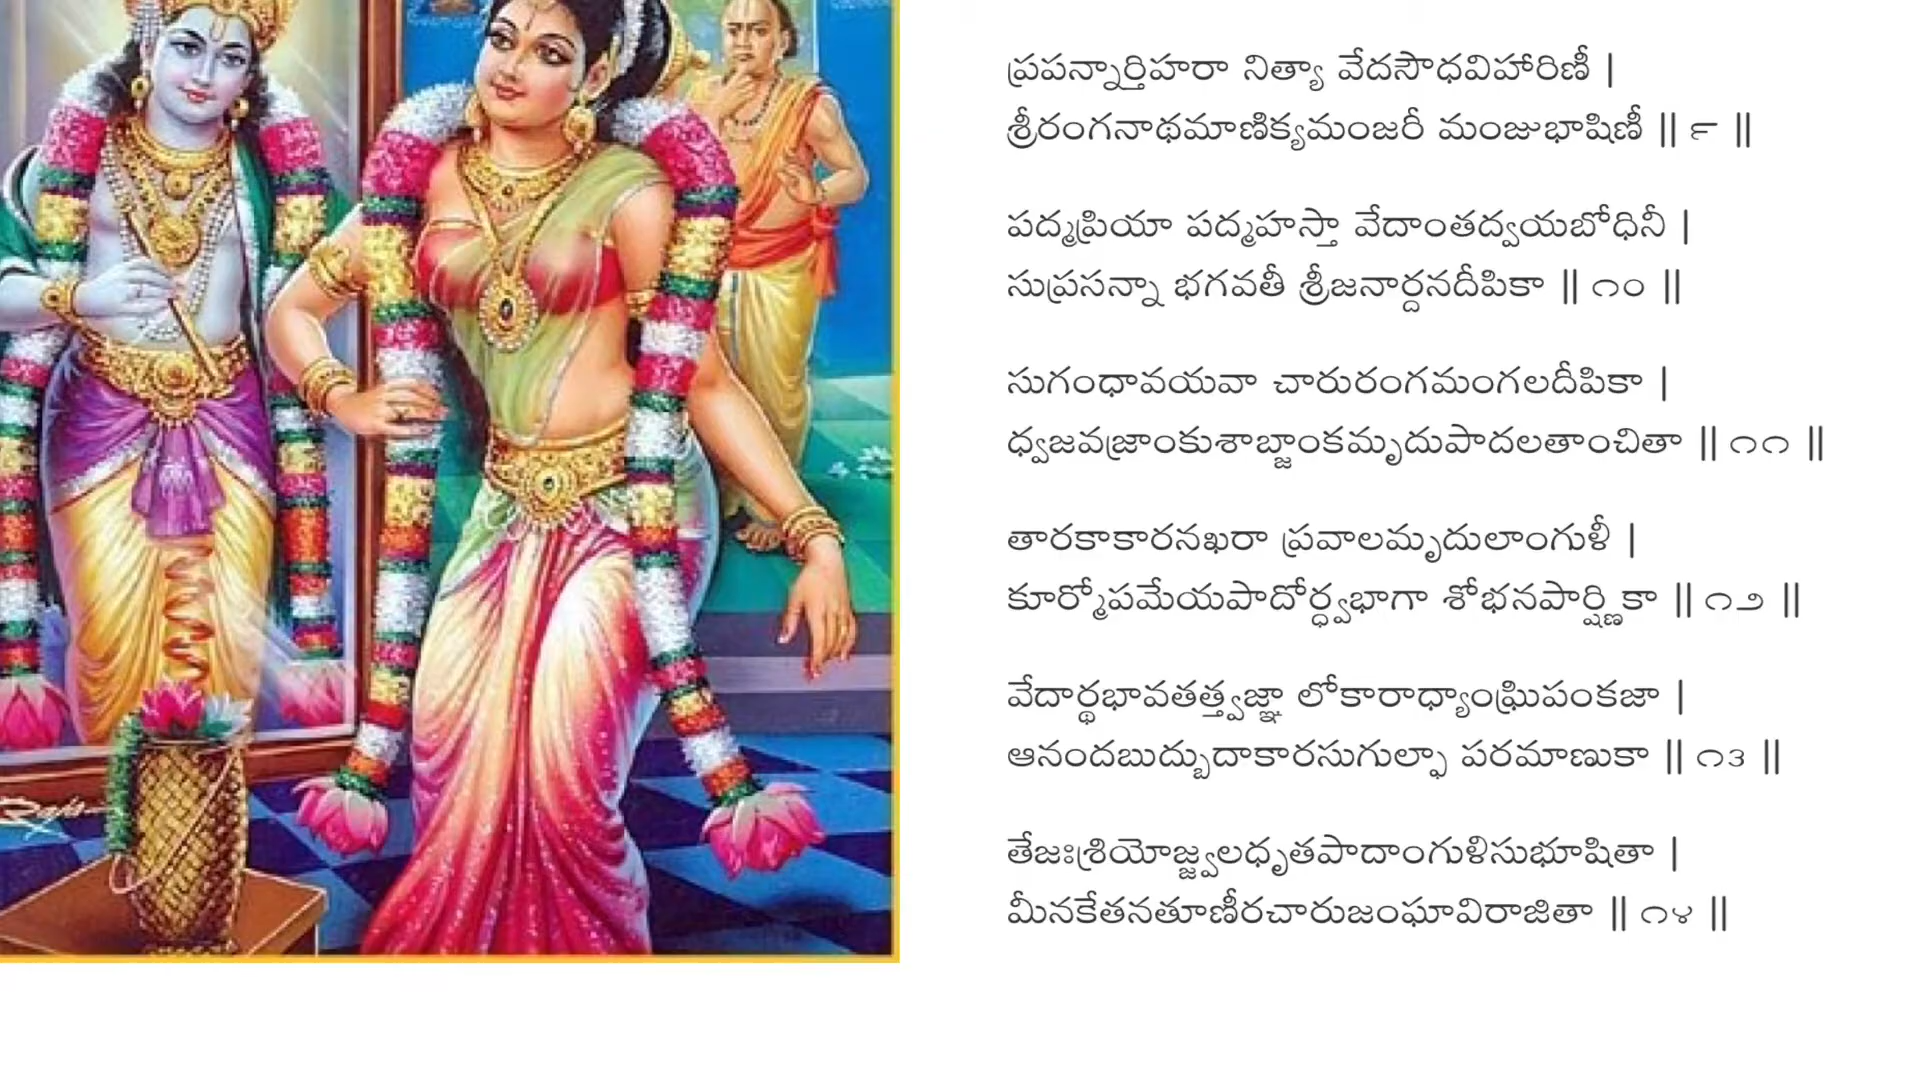 ప్రపన్నార్తిహరా నిత్యా వేదసౌధవిహారిణీ |
శ్రీరంగనాథమాణిక్యమంజరీ మంజుభాషిణీ || ౯ ||
పద్మప్రియా పద్మహస్తా వేదాంతద్వయబోధినీ |
సుప్రసన్నా భగవతీ శ్రీజనార్దనదీపికా || ౧౦ ||
సుగంధావయవా చారురంగమంగలదీపికా |
ధ్వజవజ్రాంకుశాబ్జాంకమృదుపాదలతాంచితా || ౧౧ ||
తారకాకారనఖరా ప్రవాలమృదులాంగుళీ |
కూర్మోపమేయపాదోర్ధ్వభాగా శోభనపార్ష్ణికా || ౧౨ ||
వేదార్థభావతత్త్వజ్ఞా లోకారాధ్యాంఘ్రిపంకజా |
ఆనందబుద్బుదాకారసుగుల్ఫా పరమాణుకా || ౧౩ ||
తేజఃశ్రియోజ్జ్వలధృతపాదాంగుళిసుభూషితా |
మీనకేతనతూణీరచారుజంఘావిరాజితా || ౧౪ ||